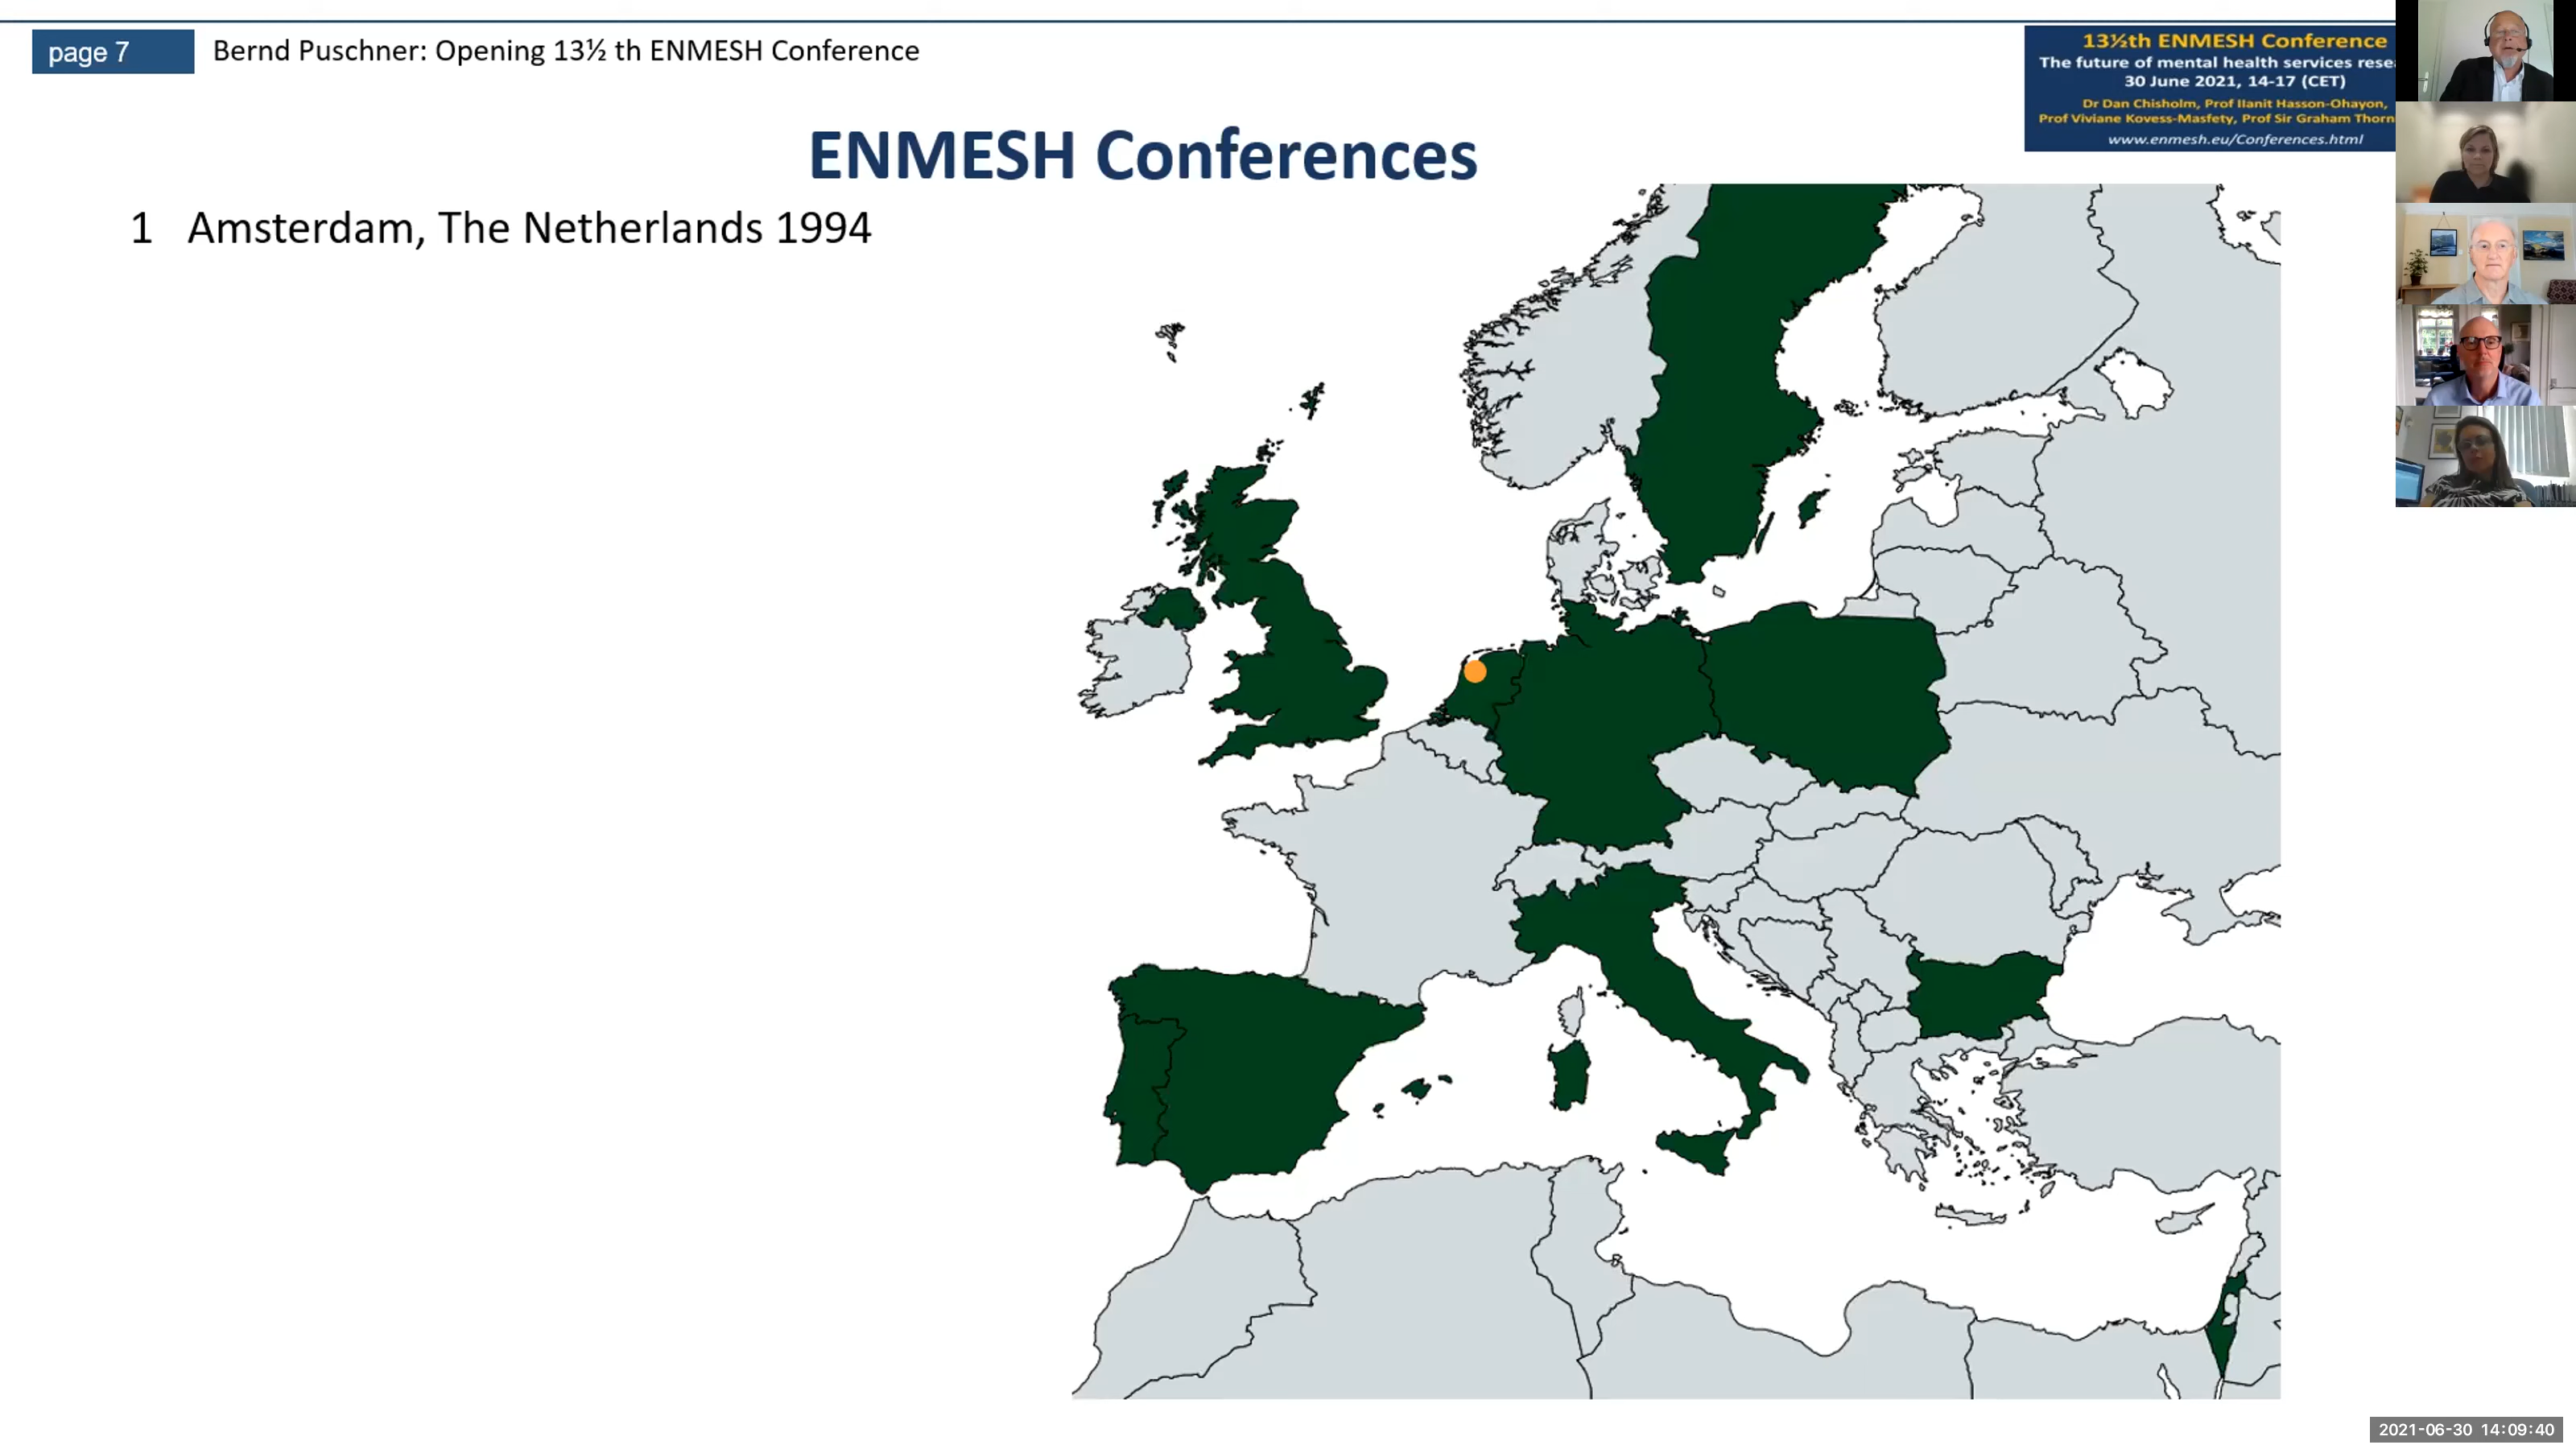 page 7
Bernd Puschner: Opening 13½ th ENMESH Conference
13½th ENMESH Conference
The future of mental health services
30 June 2021, 14-17 (CET)
Dr Dan Chisholm, Prof Ilanit Hasson-Ohayon,
Prof Viviane Kovess-Masfety, Prof Sir Graham
www.enmesh.eu/Conferences.html
ENMESH Conferences
1 Amsterdam, The Netherlands 1994
2021-06-30 14:09:40